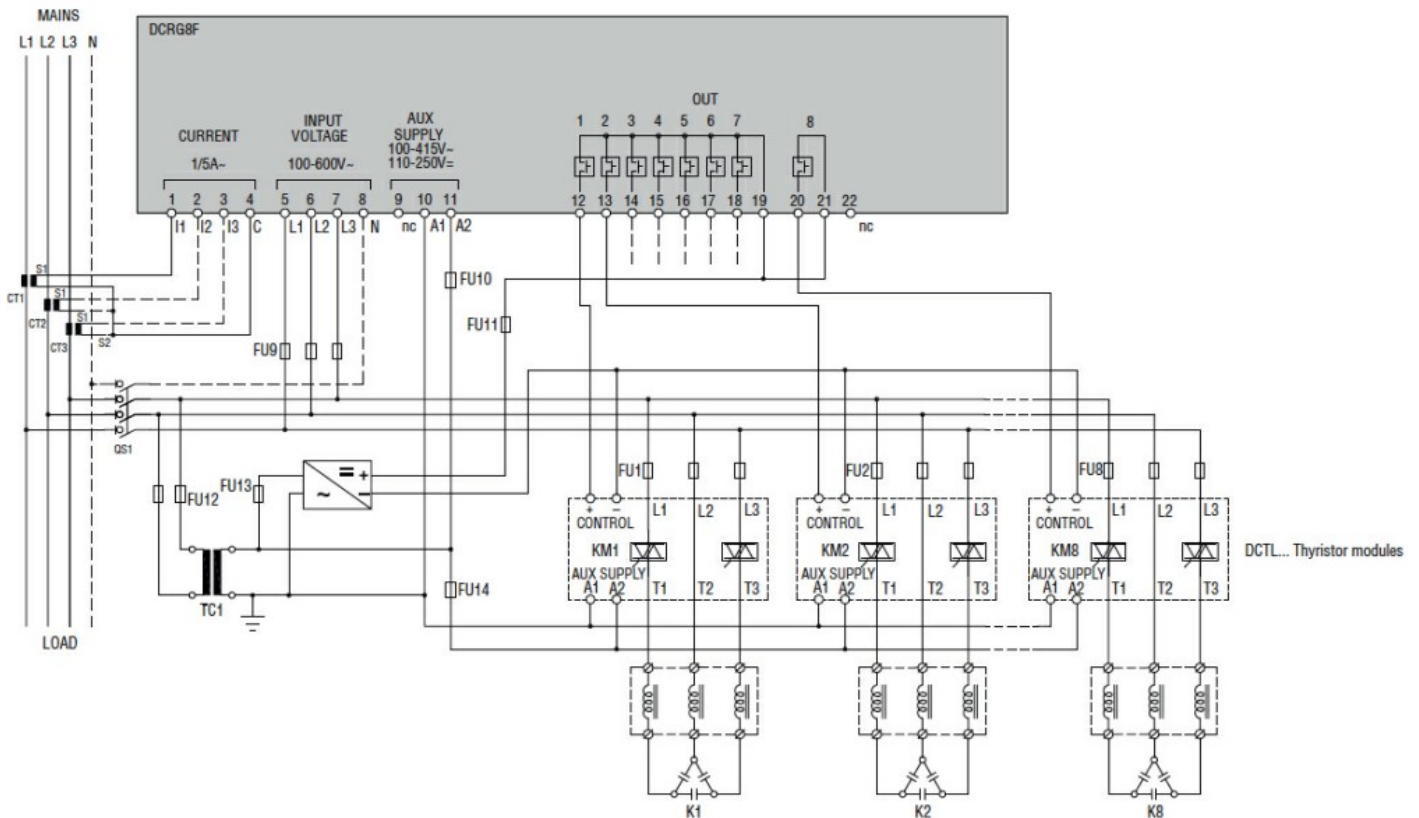 MAINS
L1 L2 L3 N
DCRG8F
OUT
1 2 3 4 5 6 7 8
CURRENT
1/5A~
INPUT
VOLTAGE
100-600V~
AUX
SUPPLY
100-415V~
110-250V=
1 2 3 4 5 6 7 8 9 10 11 12 13 14 15 16 17 18 19 20 21 22
I1 I2 I3 C L1 L2 L3 N nc A1 A2 nc
S1
CT1
S1
CT2
S1
CT3
S2
FU10
FU11
FU9
QS1
FU12
FU13
= +
~ −
FU14
TC1
LOAD
FU1 FU2 FU8
+ − L1 L2 L3
CONTROL
KM1
AUX SUPPLY
A1 A2 T1 T2 T3
+ − L1 L2 L3
CONTROL
KM2
AUX SUPPLY
A1 A2 T1 T2 T3
+ − L1 L2 L3
CONTROL
KM8
AUX SUPPLY
A1 A2 T1 T2 T3
DCTL... Thyristor modules
K1 K2 K8